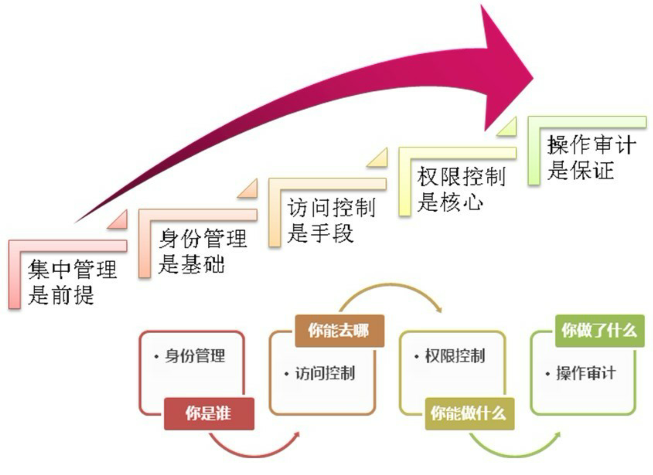 集中管理
是前提
身份管理
是基础
访问控制
是手段
权限控制
是核心
操作审计
是保证
• 身份管理
你是谁
你能去哪
• 访问控制
• 权限控制
你能做什么
你做了什么
• 操作审计